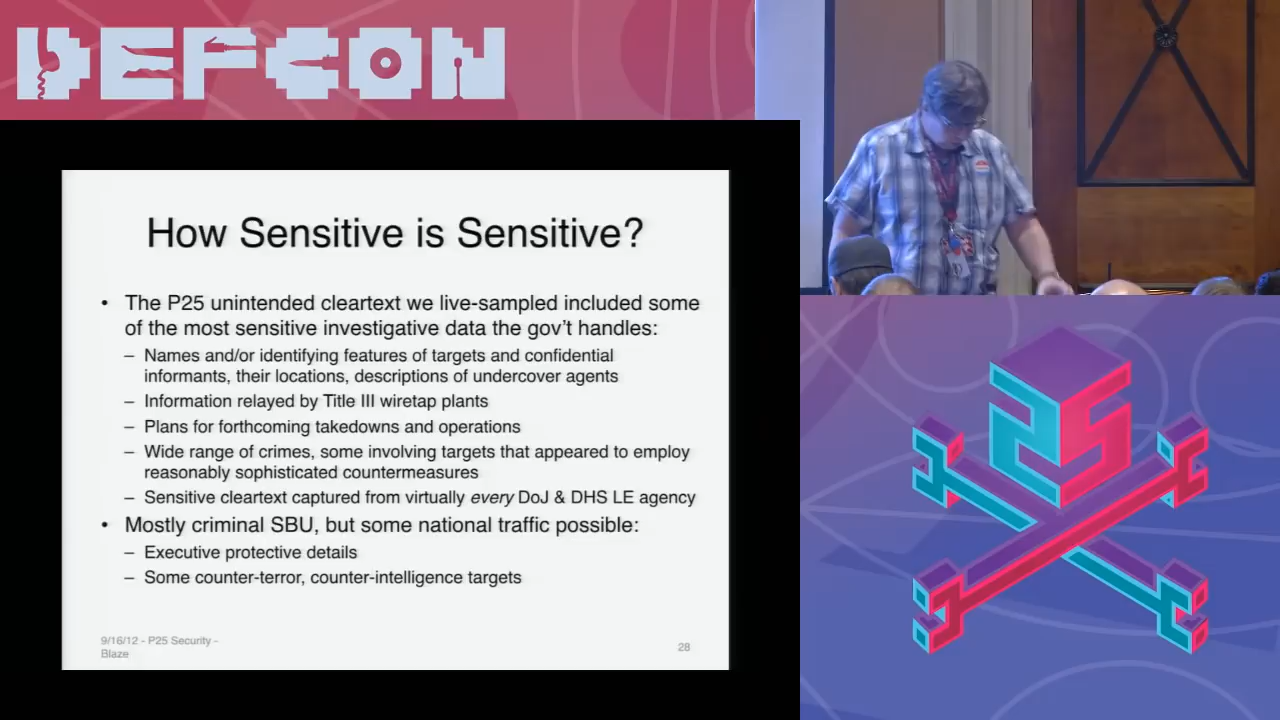 DEFCON
How Sensitive is Sensitive?
• The P25 unintended cleartext we live-sampled included some
of the most sensitive investigative data the gov't handles:
– Names and/or identifying features of targets and confidential
informants, their locations, descriptions of undercover agents
– Information relayed by Title III wiretap plants
– Plans for forthcoming takedowns and operations
– Wide range of crimes, some involving targets that appeared to employ
reasonably sophisticated countermeasures
– Sensitive cleartext captured from virtually every DoJ & DHS LE agency
• Mostly criminal SBU, but some national traffic possible:
– Executive protective details
– Some counter-terror, counter-intelligence targets
9/16/12 - P25 Security -
Blaze
28
25